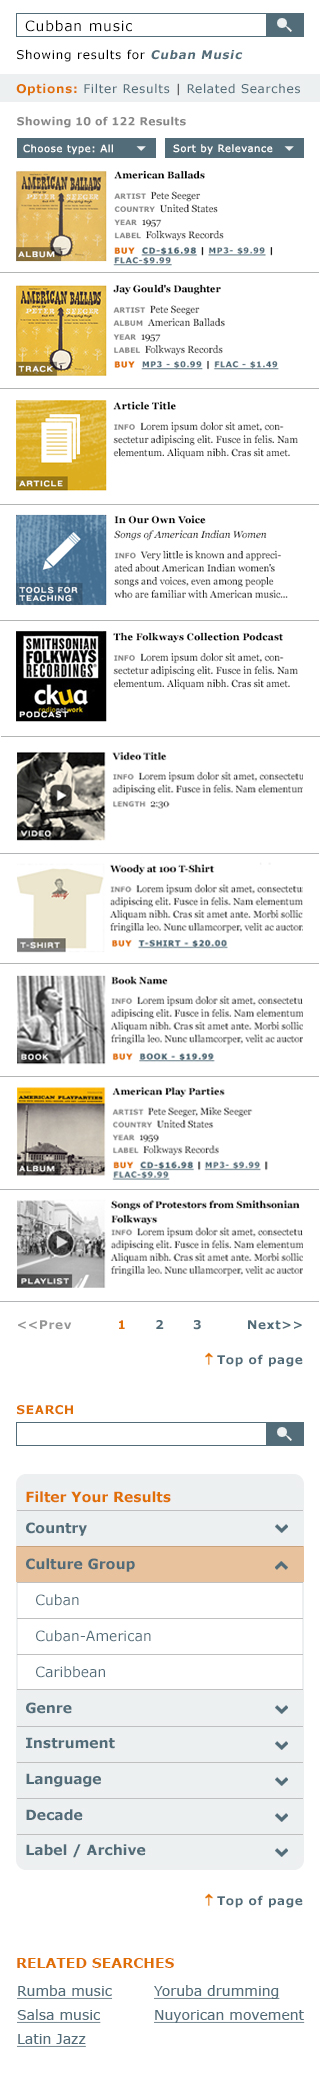 Cubban music
Showing results for Cuban Music
Options: Filter Results | Related Searches
Showing 10 of 122 Results
Choose type: All
Sort by Relevance
AMERICAN BALLADS
PETE SEEGER
ALBUM
American Ballads
ARTIST Pete Seeger
COUNTRY United States
YEAR 1957
LABEL Folkways Records
BUY CD-$16.98 | MP3- $9.99 |
FLAC-$9.99
AMERICAN BALLADS
PETE SEEGER
TRACK
Jay Gould's Daughter
ARTIST Pete Seeger
ALBUM American Ballads
YEAR 1957
LABEL Folkways Records
BUY MP3 - $0.99 | FLAC - $1.49
ARTICLE
Article Title
INFO Lorem ipsum dolor sit amet, con-
sectetur adipiscing elit. Fusce in felis. Nam
elementum. Aliquam nibh. Cras sit amet.
TOOLS FOR
TEACHING
In Our Own Voice
Songs of American Indian Women
INFO Very little is known and appreci-
ated about American Indian women's
songs and voices, even among people
who are familiar with American music...
SMITHSONIAN
FOLKWAYS
RECORDINGS
ckua
radio network
PODCAST
The Folkways Collection Podcast
INFO Lorem ipsum dolor sit amet, con-
sectetur adipiscing elit. Fusce in felis. Nam
elementum. Aliquam nibh. Cras sit amet.
VIDEO
Video Title
INFO Lorem ipsum dolor sit amet, consectetu
adipiscing elit. Fusce in felis. Nam elementum
LENGTH 2:30
T-SHIRT
Woody at 100 T-Shirt
INFO Lorem ipsum dolor sit amet, consectetu
adipiscing elit. Fusce in felis. Nam elementum.
Aliquam nibh. Cras sit amet ante. Morbi sollic
fringilla leo. Nunc ullamcorper, velit ac auctor
BUY T-SHIRT - $20.00
BOOK
Book Name
INFO Lorem ipsum dolor sit amet, consectetu
adipiscing elit. Fusce in felis. Nam elementum.
Aliquam nibh. Cras sit amet ante. Morbi sollic
fringilla leo. Nunc ullamcorper, velit ac auctor
BUY BOOK - $19.99
AMERICAN PLAYPARTIES
ALBUM
American Play Parties
ARTIST Pete Seeger, Mike Seeger
COUNTRY United States
YEAR 1959
LABEL Folkways Records
BUY CD-$16.98 | MP3- $9.99 |
FLAC-$9.99
PLAYLIST
Songs of Protestors from Smithsonian
Folkways
INFO Lorem ipsum dolor sit amet, consectetu
adipiscing elit. Fusce in felis. Nam elementum.
Aliquam nibh. Cras sit amet ante. Morbi sollic
fringilla leo. Nunc ullamcorper, velit ac auctor
<<Prev 1 2 3 Next>>
↑ Top of page
SEARCH
Filter Your Results
Country
Culture Group
Cuban
Cuban-American
Caribbean
Genre
Instrument
Language
Decade
Label / Archive
↑ Top of page
RELATED SEARCHES
Rumba music Yoruba drumming
Salsa music Nuyorican movement
Latin Jazz